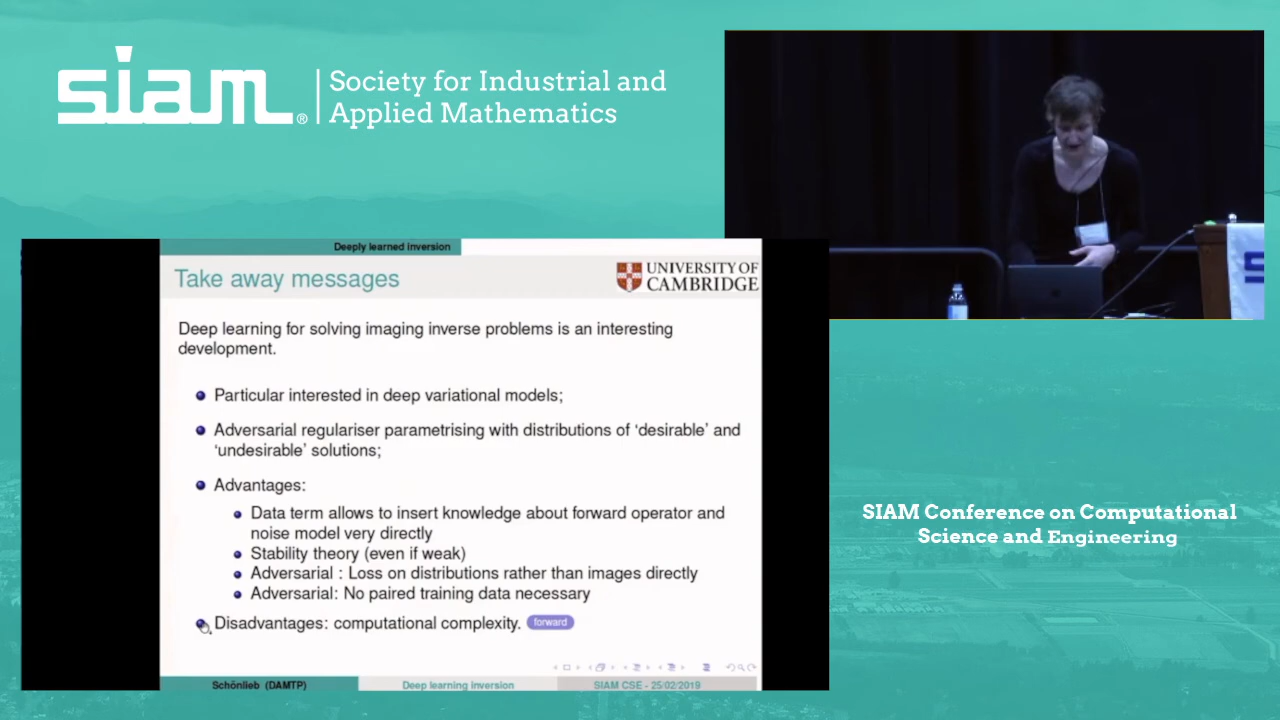 siam®
Society for Industrial and
Applied Mathematics
Deeply learned inversion
Take away messages
UNIVERSITY OF
CAMBRIDGE
Deep learning for solving imaging inverse problems is an interesting
development.
Particular interested in deep variational models;
Adversarial regulariser parametrising with distributions of ‘desirable’ and
‘undesirable’ solutions;
Advantages:
Data term allows to insert knowledge about forward operator and
noise model very directly
Stability theory (even if weak)
Adversarial : Loss on distributions rather than images directly
Adversarial: No paired training data necessary
Disadvantages: computational complexity. forward
Schönlieb (DAMTP)
Deep learning inversion
SIAM CSE - 25/02/2019
SIAM Conference on Computational
Science and Engineering